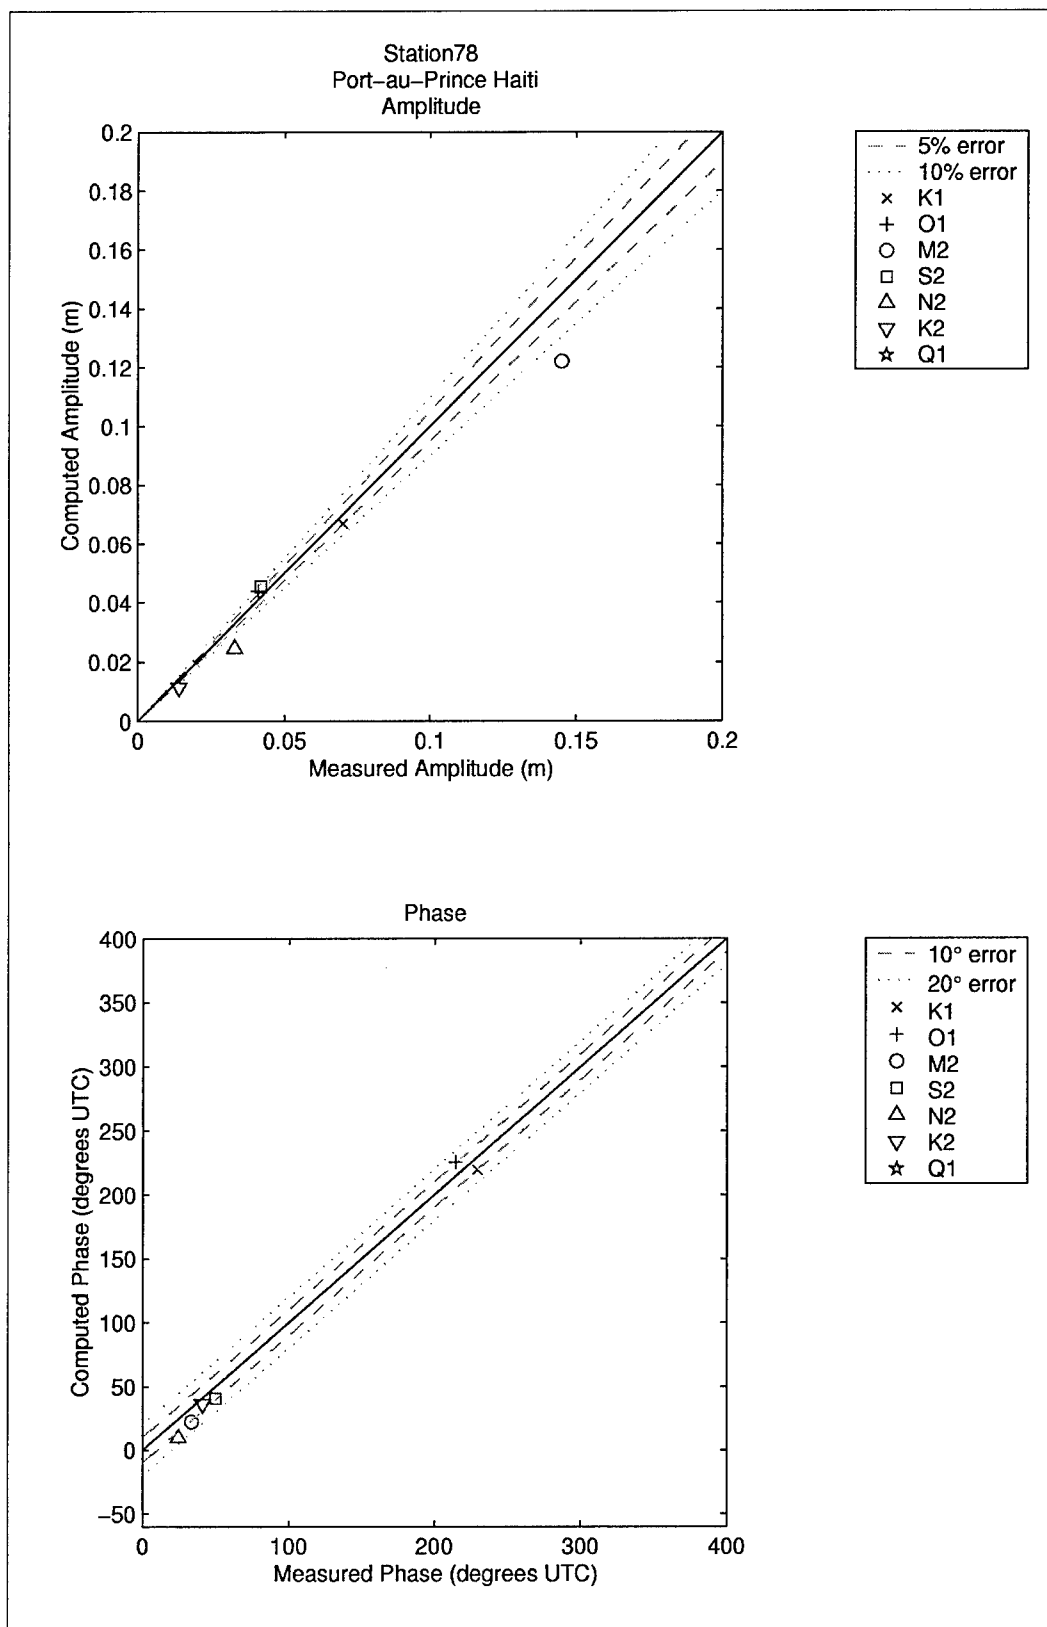 Station78
Port-au-Prince Haiti
Amplitude
0.2
0.18
0.16
0.14
0.12
0.1
0.08
0.06
0.04
0.02
0
Computed Amplitude (m)
0 0.05 0.1 0.15 0.2
Measured Amplitude (m)
5% error
10% error
K1
O1
M2
S2
N2
K2
Q1
Phase
400
350
300
250
200
150
100
50
0
-50
Computed Phase (degrees UTC)
0 100 200 300 400
Measured Phase (degrees UTC)
10° error
20° error
K1
O1
M2
S2
N2
K2
Q1